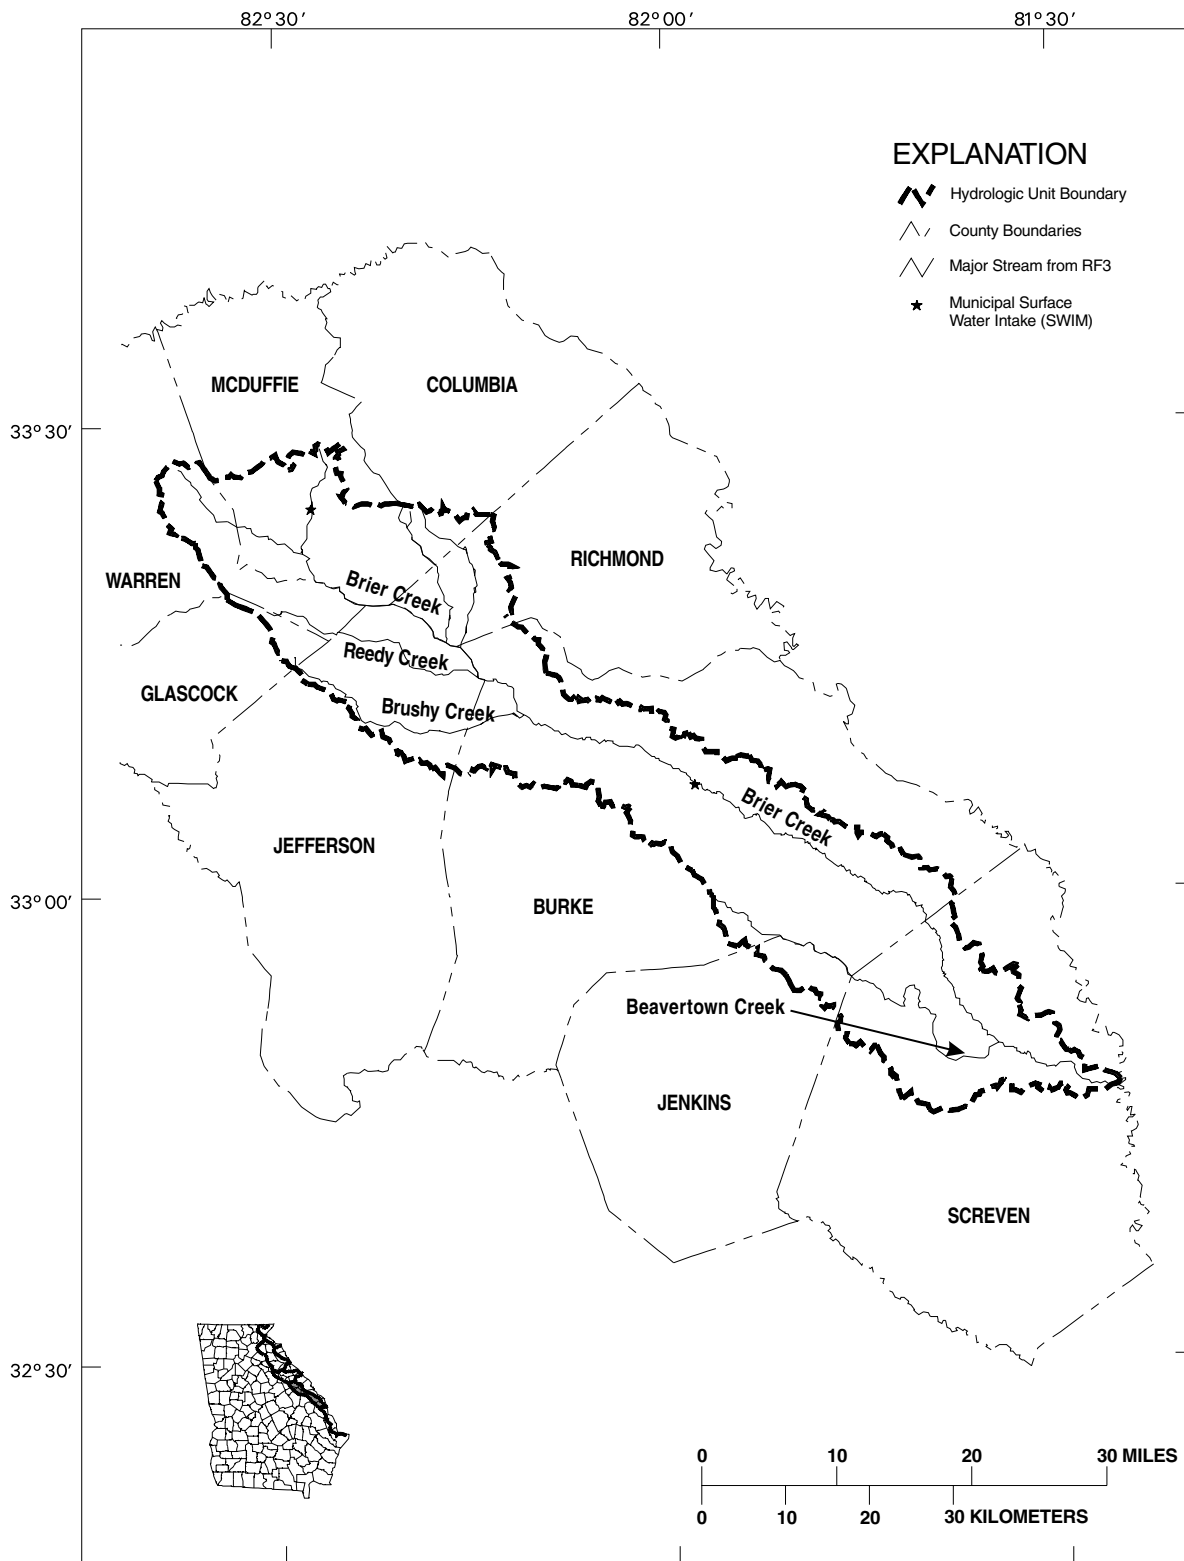 82°30′ 82°00′ 81°30′
EXPLANATION
Hydrologic Unit Boundary
County Boundaries
Major Stream from RF3
Municipal Surface
Water Intake (SWIM)
MCDUFFIE
COLUMBIA
33°30′
RICHMOND
WARREN
Brier Creek
Reedy Creek
GLASCOCK
Brushy Creek
Brier Creek
JEFFERSON
33°00′
BURKE
Beavertown Creek
JENKINS
SCREVEN
32°30′
0 10 20 30 MILES
0 10 20 30 KILOMETERS